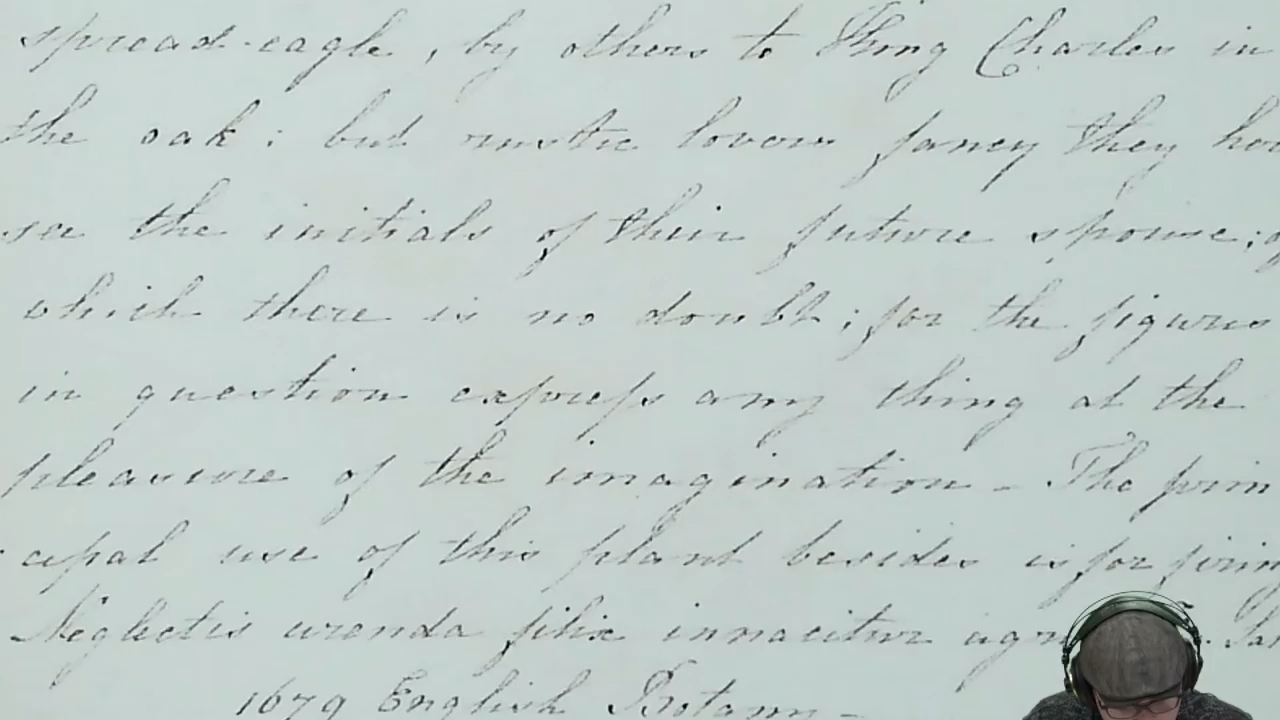 spread-eagle, by others to King Charles in
the oak; but rustic lovers fancy they
see the initials of their future spouse;
which there is no doubt; for the figures
in question express any thing at the
pleasure of the imagination - The prin
cipal use of this plant besides is for firing
Neglectis urenda filix innascitur
1679 English Botany -